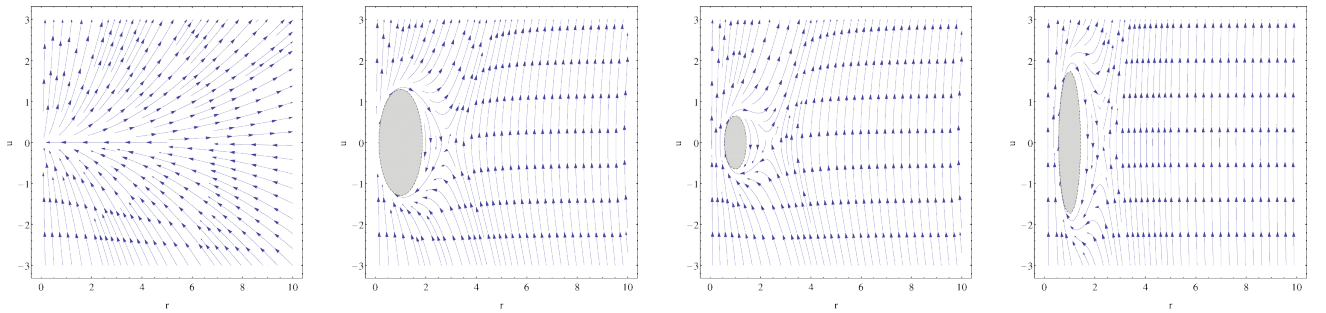 3 3 3 3
2 2 2 2
1 1 1 1
u 0 u 0 u 0 u 0
−1 −1 −1 −1
−2 −2 −2 −2
−3 −3 −3 −3
0 2 4 6 8 10 0 2 4 6 8 10 0 2 4 6 8 10 0 2 4 6 8 10
r r r r